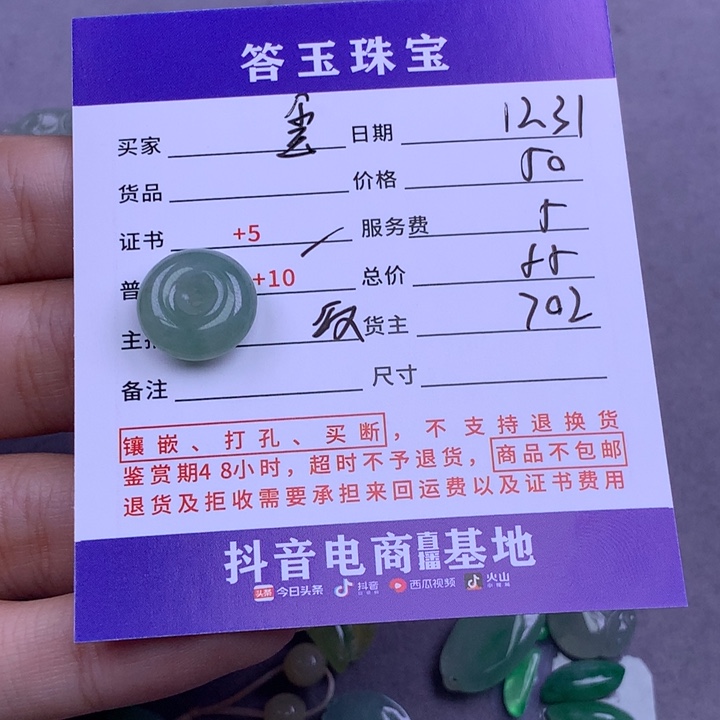 答玉珠宝
买家 日期 1231
货品 价格 50
证书 +5 服务费 5
普 +10 总价 55
主 货主 702
备注 尺寸
镶嵌、打孔、买断，不支持退换货
鉴赏期48小时，超时不予退货，商品不包邮
退货及拒收需要承担来回运费以及证书费用
抖音电商直播基地
头条 今日头条 抖音 西瓜视频 火山